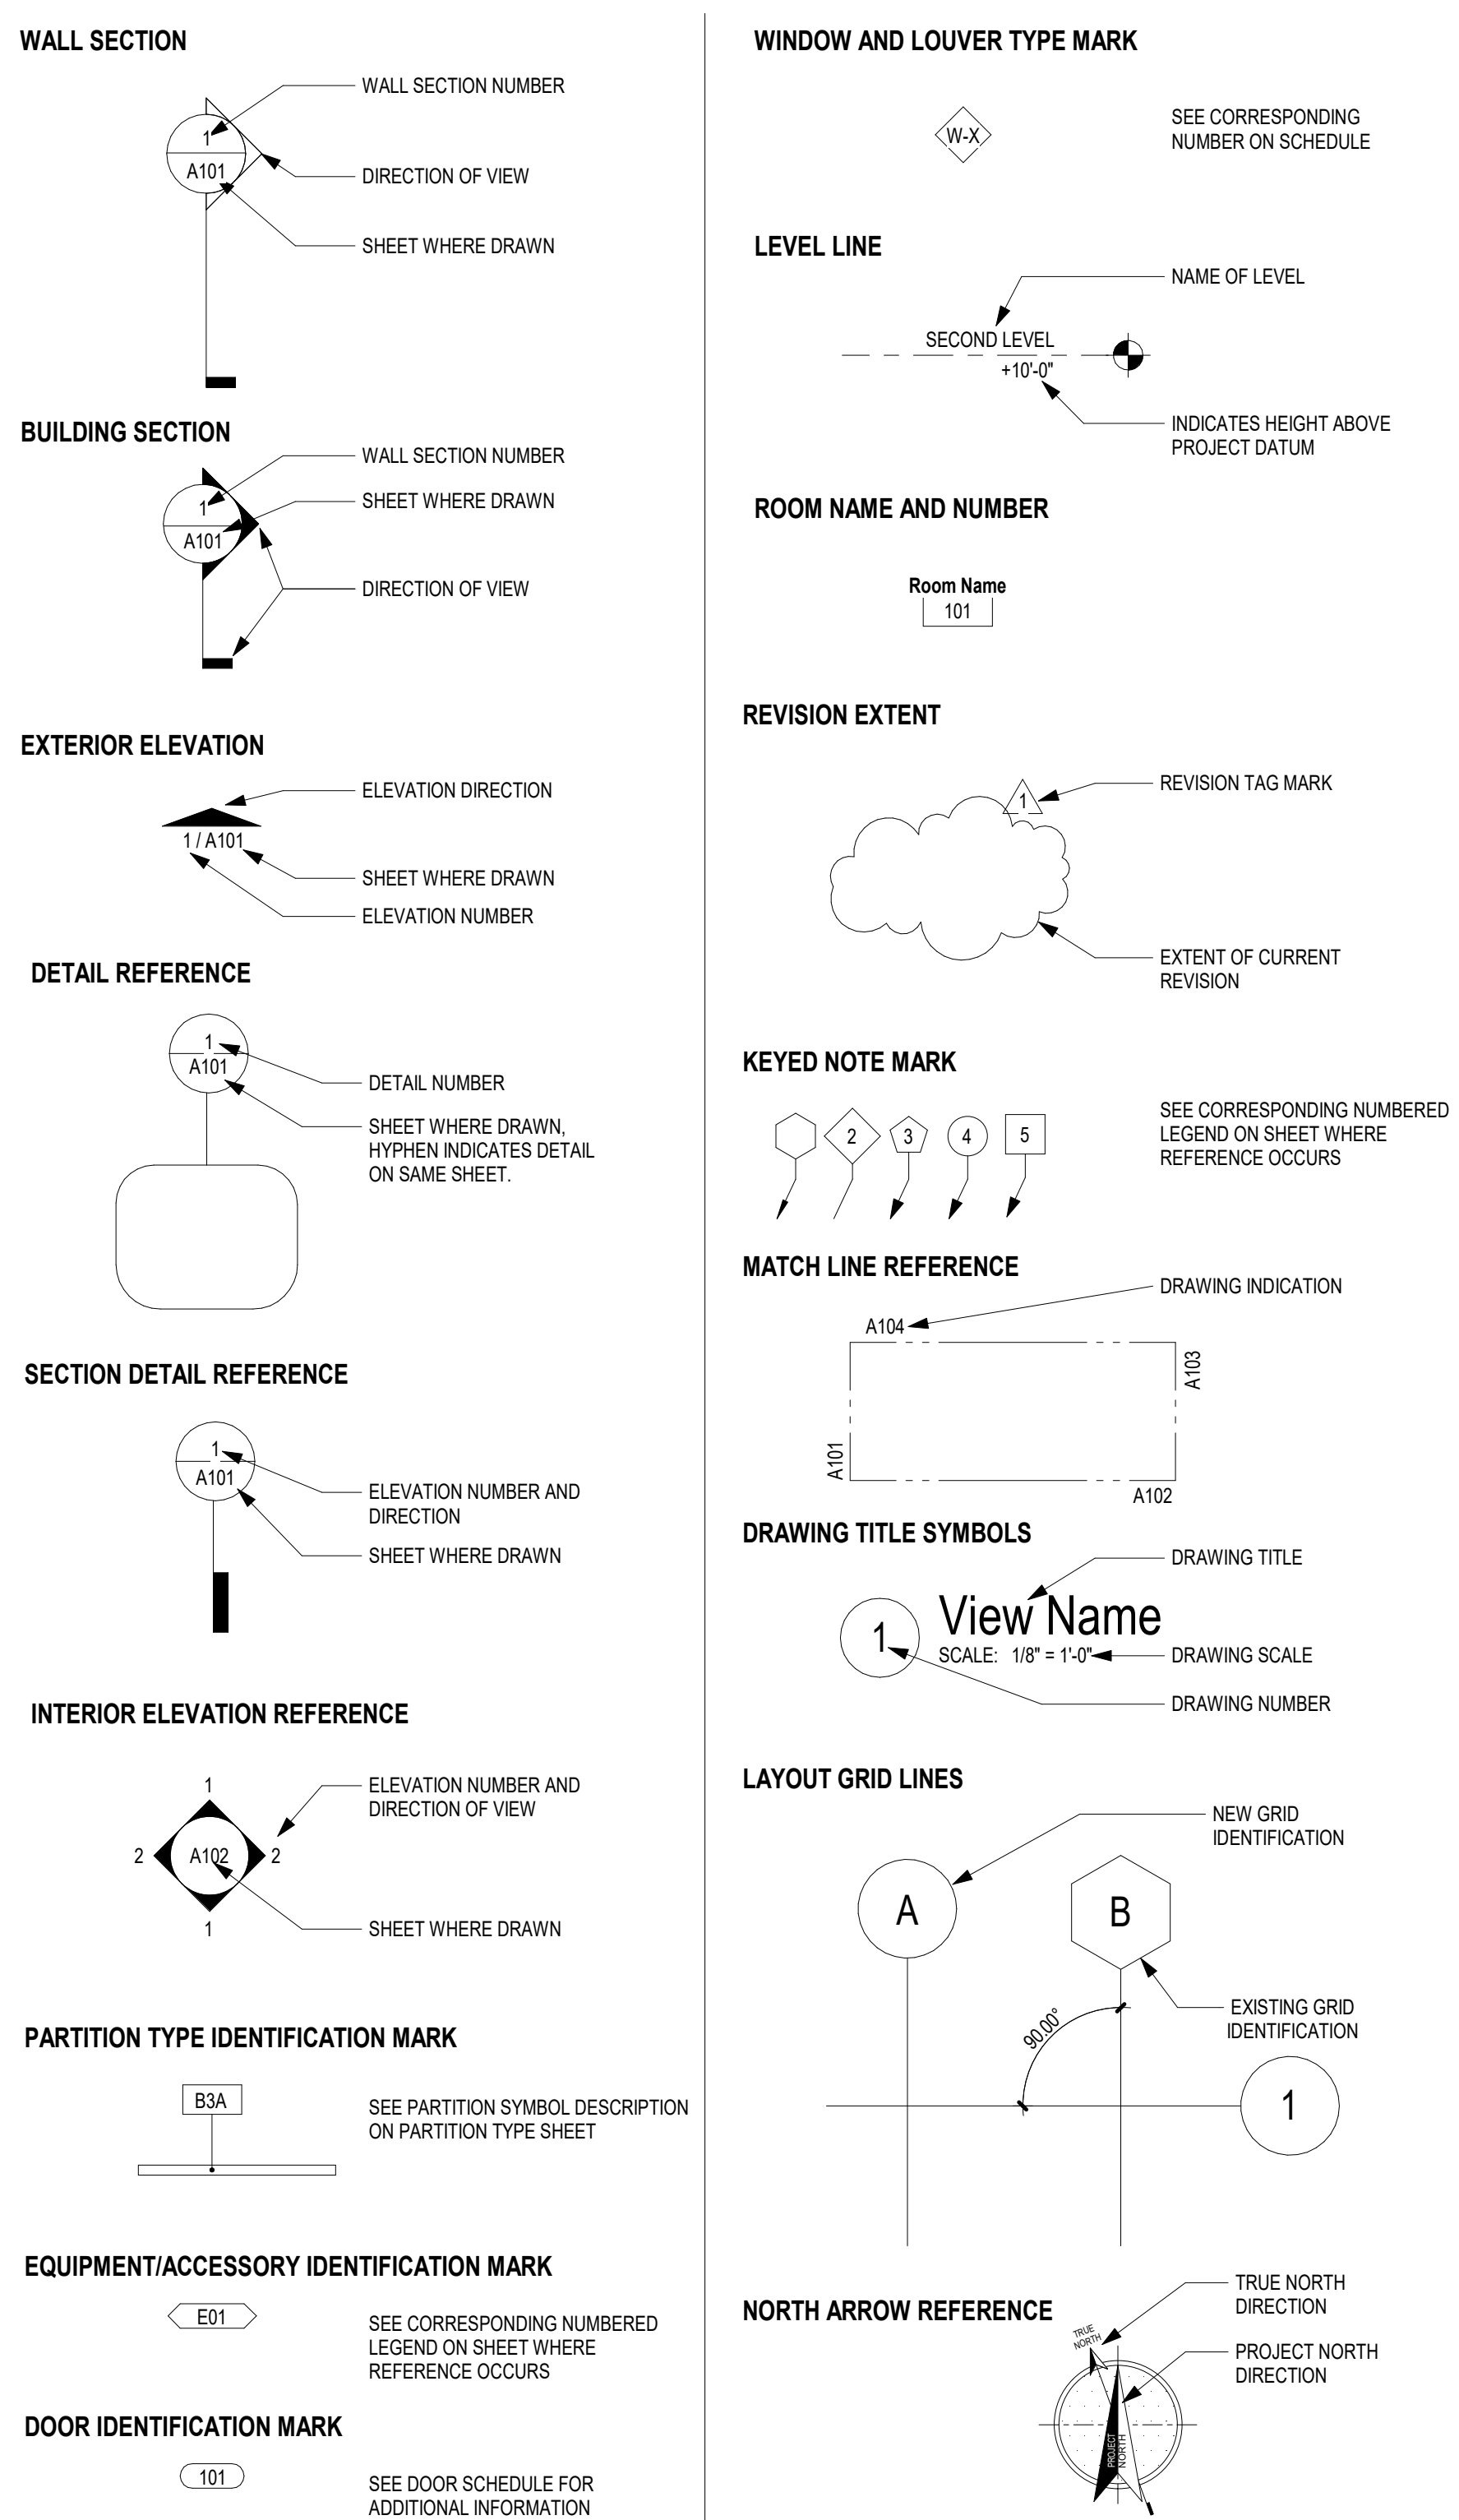 WALL SECTION
WALL SECTION NUMBER
1
A101
DIRECTION OF VIEW
SHEET WHERE DRAWN
BUILDING SECTION
WALL SECTION NUMBER
SHEET WHERE DRAWN
1
A101
DIRECTION OF VIEW
EXTERIOR ELEVATION
ELEVATION DIRECTION
1 / A101
SHEET WHERE DRAWN
ELEVATION NUMBER
DETAIL REFERENCE
1
A101
DETAIL NUMBER
SHEET WHERE DRAWN,
HYPHEN INDICATES DETAIL
ON SAME SHEET.
SECTION DETAIL REFERENCE
1
A101
ELEVATION NUMBER AND
DIRECTION
SHEET WHERE DRAWN
INTERIOR ELEVATION REFERENCE
1
ELEVATION NUMBER AND
DIRECTION OF VIEW
2
A102
2
1
SHEET WHERE DRAWN
PARTITION TYPE IDENTIFICATION MARK
B3A
SEE PARTITION SYMBOL DESCRIPTION
ON PARTITION TYPE SHEET
EQUIPMENT/ACCESSORY IDENTIFICATION MARK
E01
SEE CORRESPONDING NUMBERED
LEGEND ON SHEET WHERE
REFERENCE OCCURS
DOOR IDENTIFICATION MARK
101
SEE DOOR SCHEDULE FOR
ADDITIONAL INFORMATION
WINDOW AND LOUVER TYPE MARK
W-X
SEE CORRESPONDING
NUMBER ON SCHEDULE
LEVEL LINE
NAME OF LEVEL
SECOND LEVEL
+10'-0"
INDICATES HEIGHT ABOVE
PROJECT DATUM
ROOM NAME AND NUMBER
Room Name
101
REVISION EXTENT
REVISION TAG MARK
1
EXTENT OF CURRENT
REVISION
KEYED NOTE MARK
2
3
4
5
SEE CORRESPONDING NUMBERED
LEGEND ON SHEET WHERE
REFERENCE OCCURS
MATCH LINE REFERENCE
DRAWING INDICATION
A104
A103
A101
A102
DRAWING TITLE SYMBOLS
DRAWING TITLE
1
View Name
SCALE: 1/8" = 1'-0"
DRAWING SCALE
DRAWING NUMBER
LAYOUT GRID LINES
NEW GRID
IDENTIFICATION
A
B
EXISTING GRID
IDENTIFICATION
90.00°
1
NORTH ARROW REFERENCE
TRUE NORTH
DIRECTION
TRUE
NORTH
PROJECT NORTH
DIRECTION
PROJECT
NORTH